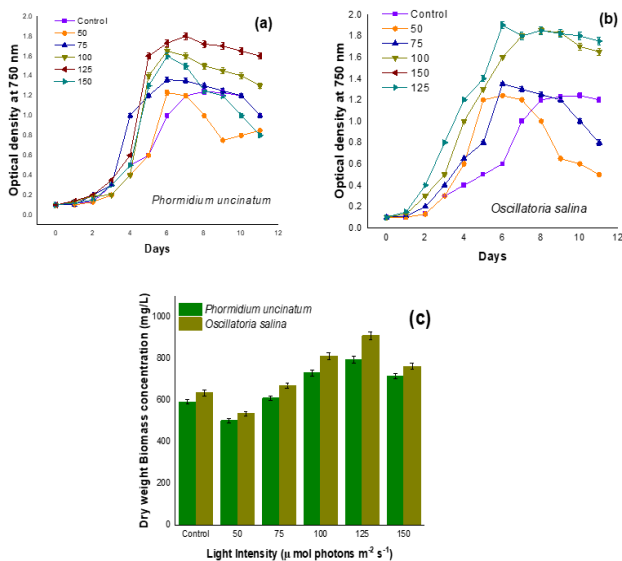 (a)
Control
50
75
100
125
150
Optical density at 750 nm
2.0
1.8
1.6
1.4
1.2
1.0
0.8
0.6
0.4
0.2
0.0
Phormidium uncinatum
0 2 4 6 8 10 12
Days
(b)
Control
50
75
100
150
125
Optical density at 750 nm
2.0
1.8
1.6
1.4
1.2
1.0
0.8
0.6
0.4
0.2
0.0
Oscillatoria salina
0 2 4 6 8 10 12
Days
(c)
Phormidium uncinatum
Oscillatoria salina
Dry weight Biomass concentration (mg/L)
1000
800
600
400
200
0
Control 50 75 100 125 150
Light Intensity (μ mol photons m⁻² s⁻¹)